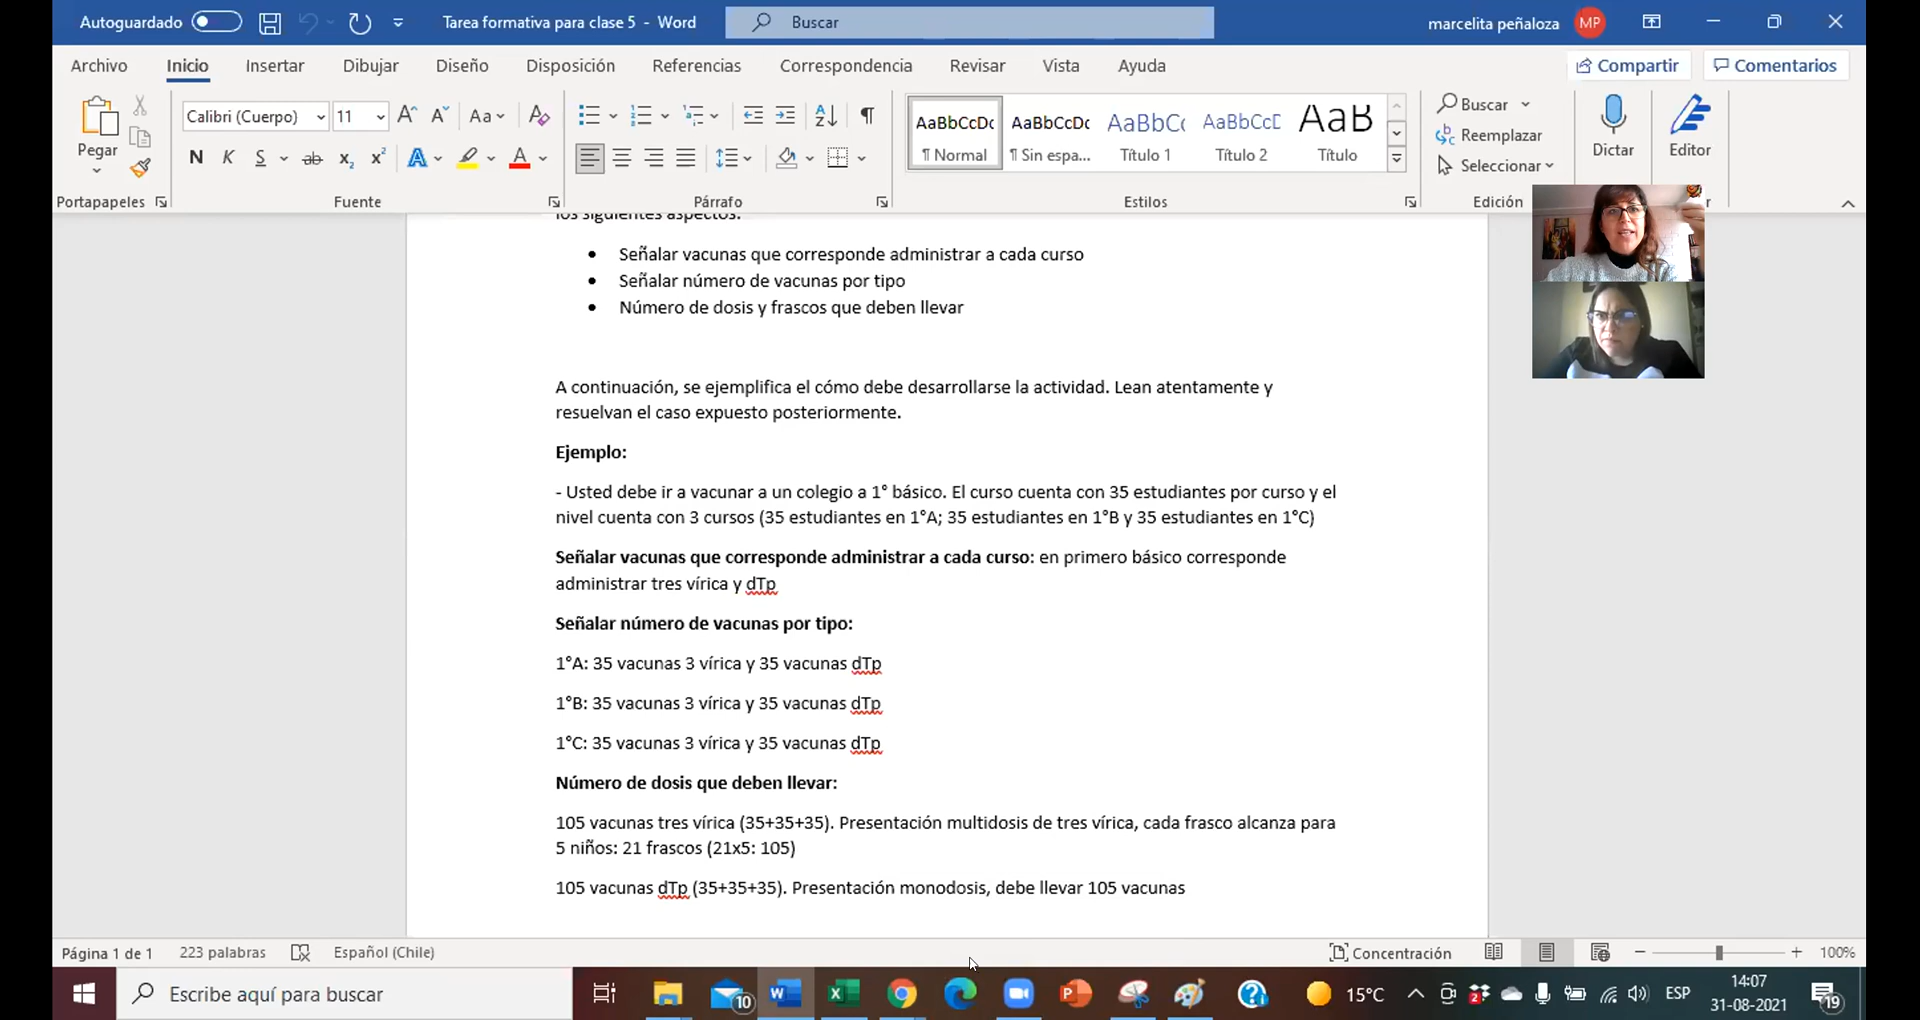 Autoguardado
Tarea formativa para clase 5 - Word
Buscar
marcelita peñaloza
MP
Archivo
Inicio
Insertar
Dibujar
Diseño
Disposición
Referencias
Correspondencia
Revisar
Vista
Ayuda
Compartir
Comentarios
Pegar
Calibri (Cuerpo)
11
Aa
N K S ab x₂ x²
AaBbCcDc
¶ Normal
AaBbCcDc
¶ Sin espa...
AaBbCc
Título 1
AaBbCcD
Título 2
AaB
Título
Buscar
Reemplazar
Seleccionar
Dictar
Editor
Portapapeles
Fuente
Párrafo
Estilos
Edición
los siguientes aspectos.
• Señalar vacunas que corresponde administrar a cada curso
• Señalar número de vacunas por tipo
• Número de dosis y frascos que deben llevar
A continuación, se ejemplifica el cómo debe desarrollarse la actividad. Lean atentamente y
resuelvan el caso expuesto posteriormente.
Ejemplo:
- Usted debe ir a vacunar a un colegio a 1° básico. El curso cuenta con 35 estudiantes por curso y el
nivel cuenta con 3 cursos (35 estudiantes en 1°A; 35 estudiantes en 1°B y 35 estudiantes en 1°C)
Señalar vacunas que corresponde administrar a cada curso: en primero básico corresponde
administrar tres vírica y dTp
Señalar número de vacunas por tipo:
1°A: 35 vacunas 3 vírica y 35 vacunas dTp
1°B: 35 vacunas 3 vírica y 35 vacunas dTp
1°C: 35 vacunas 3 vírica y 35 vacunas dTp
Número de dosis que deben llevar:
105 vacunas tres vírica (35+35+35). Presentación multidosis de tres vírica, cada frasco alcanza para
5 niños: 21 frascos (21x5: 105)
105 vacunas dTp (35+35+35). Presentación monodosis, debe llevar 105 vacunas
Página 1 de 1
223 palabras
Español (Chile)
Concentración
100%
Escribe aquí para buscar
10
15°C
2
ESP
14:07
31-08-2021
19